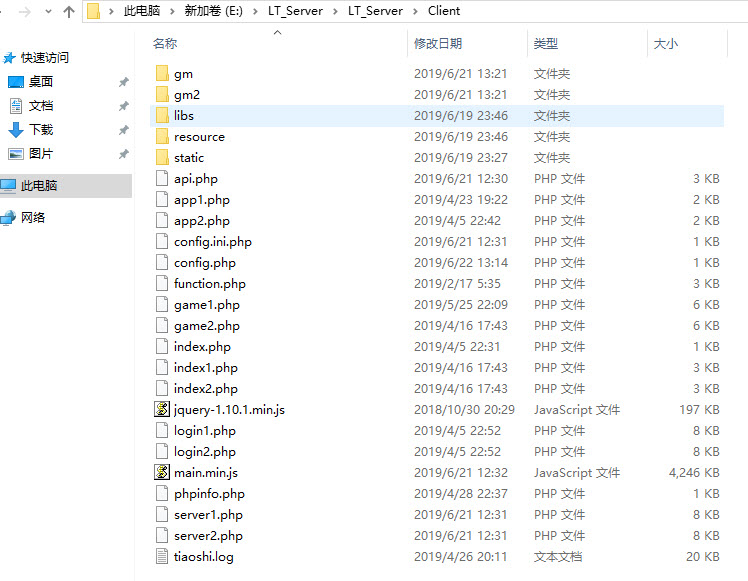 此电脑 > 新加卷 (E:) > LT_Server > LT_Server > Client
名称 修改日期 类型 大小
快速访问
桌面
文档
下载
图片
此电脑
网络
gm 2019/6/21 13:21 文件夹
gm2 2019/6/21 13:21 文件夹
libs 2019/6/19 23:46 文件夹
resource 2019/6/19 23:46 文件夹
static 2019/6/19 23:27 文件夹
api.php 2019/6/21 12:30 PHP 文件 3 KB
app1.php 2019/4/23 19:22 PHP 文件 2 KB
app2.php 2019/4/5 22:42 PHP 文件 2 KB
config.ini.php 2019/6/21 12:31 PHP 文件 1 KB
config.php 2019/6/22 13:14 PHP 文件 1 KB
function.php 2019/2/17 5:35 PHP 文件 3 KB
game1.php 2019/5/25 22:09 PHP 文件 6 KB
game2.php 2019/4/16 17:43 PHP 文件 6 KB
index.php 2019/4/5 22:31 PHP 文件 1 KB
index1.php 2019/4/16 17:43 PHP 文件 3 KB
index2.php 2019/4/16 17:43 PHP 文件 3 KB
jquery-1.10.1.min.js 2018/10/30 20:29 JavaScript 文件 197 KB
login1.php 2019/4/5 22:52 PHP 文件 8 KB
login2.php 2019/4/5 22:52 PHP 文件 8 KB
main.min.js 2019/6/21 12:32 JavaScript 文件 4,246 KB
phpinfo.php 2019/4/28 22:37 PHP 文件 1 KB
server1.php 2019/6/21 12:31 PHP 文件 8 KB
server2.php 2019/6/21 12:31 PHP 文件 8 KB
tiaoshi.log 2019/4/26 20:11 文本文档 20 KB